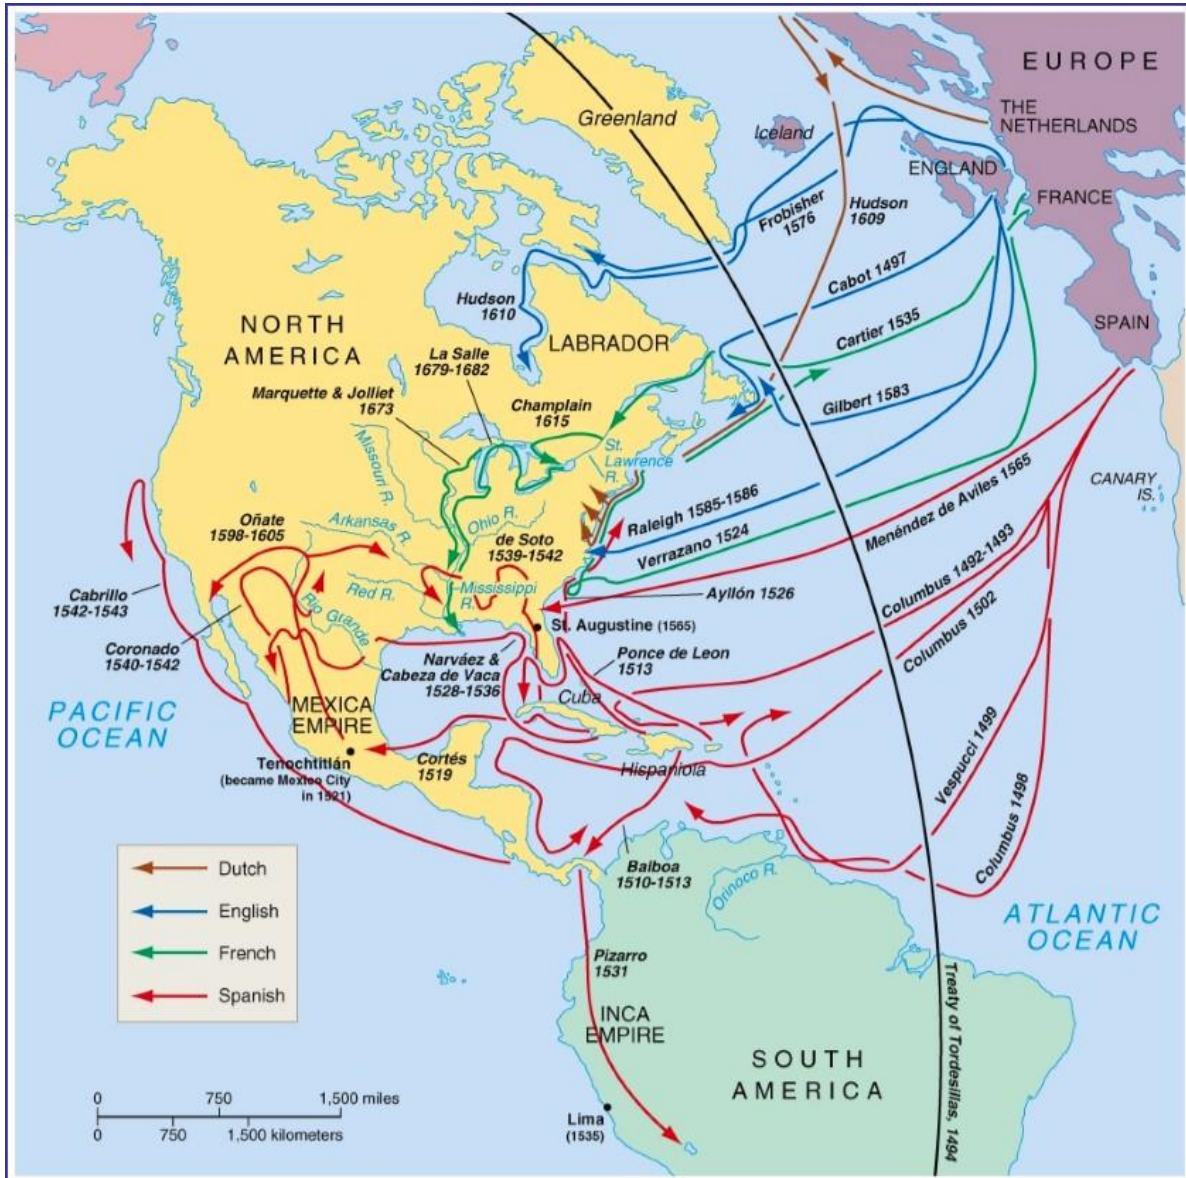 EUROPE
Greenland
THE
NETHERLANDS
Iceland
ENGLAND
FRANCE
Frobisher
1576
Hudson
1609
Cabot 1497
Hudson
1610
NORTH
AMERICA
LABRADOR
Cartier 1535
SPAIN
La Salle
1679-1682
Marquette & Jolliet
1673
Champlain
1615
Gilbert 1583
Missouri R.
St.
Lawrence
R.
CANARY
IS.
Menéndez de Aviles 1565
Raleigh 1585-1586
Oñate
1598-1605
Arkansas R.
Ohio R.
de Soto
1539-1542
Verrazano 1524
Columbus 1492-1493
Cabrillo
1542-1543
Red R.
Mississippi
R.
Ayllón 1526
Columbus 1502
Rio Grande
St. Augustine (1565)
Coronado
1540-1542
Narváez &
Cabeza de Vaca
1528-1536
Ponce de Leon
1513
PACIFIC
OCEAN
MEXICA
EMPIRE
Cuba
Tenochtitlán
(became Mexico City
in 1521)
Cortés
1519
Hispaniola
Vespucci 1499
Columbus 1498
Balboa
1510-1513
Orinoco R.
ATLANTIC
OCEAN
Dutch
English
French
Spanish
Pizarro
1531
INCA
EMPIRE
SOUTH
AMERICA
Treaty of Tordesillas, 1494
0 750 1,500 miles
0 750 1,500 kilometers
Lima
(1535)